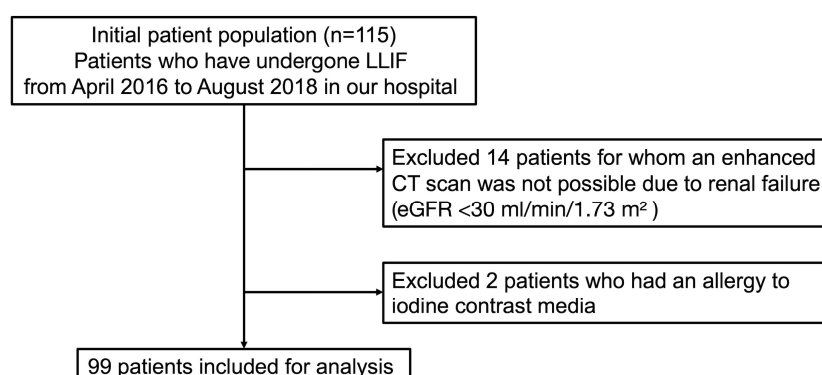 Initial patient population (n=115)
Patients who have undergone LLIF
from April 2016 to August 2018 in our hospital
Excluded 14 patients for whom an enhanced
CT scan was not possible due to renal failure
(eGFR <30 ml/min/1.73 m² )
Excluded 2 patients who had an allergy to
iodine contrast media
99 patients included for analysis